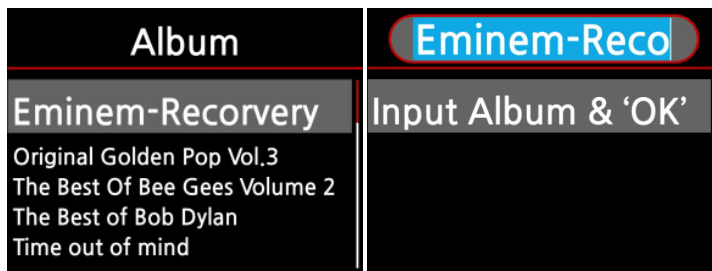 Album
Eminem-Recorvery
Original Golden Pop Vol.3
The Best Of Bee Gees Volume 2
The Best of Bob Dylan
Time out of mind
Eminem-Reco
Input Album & ‘OK’